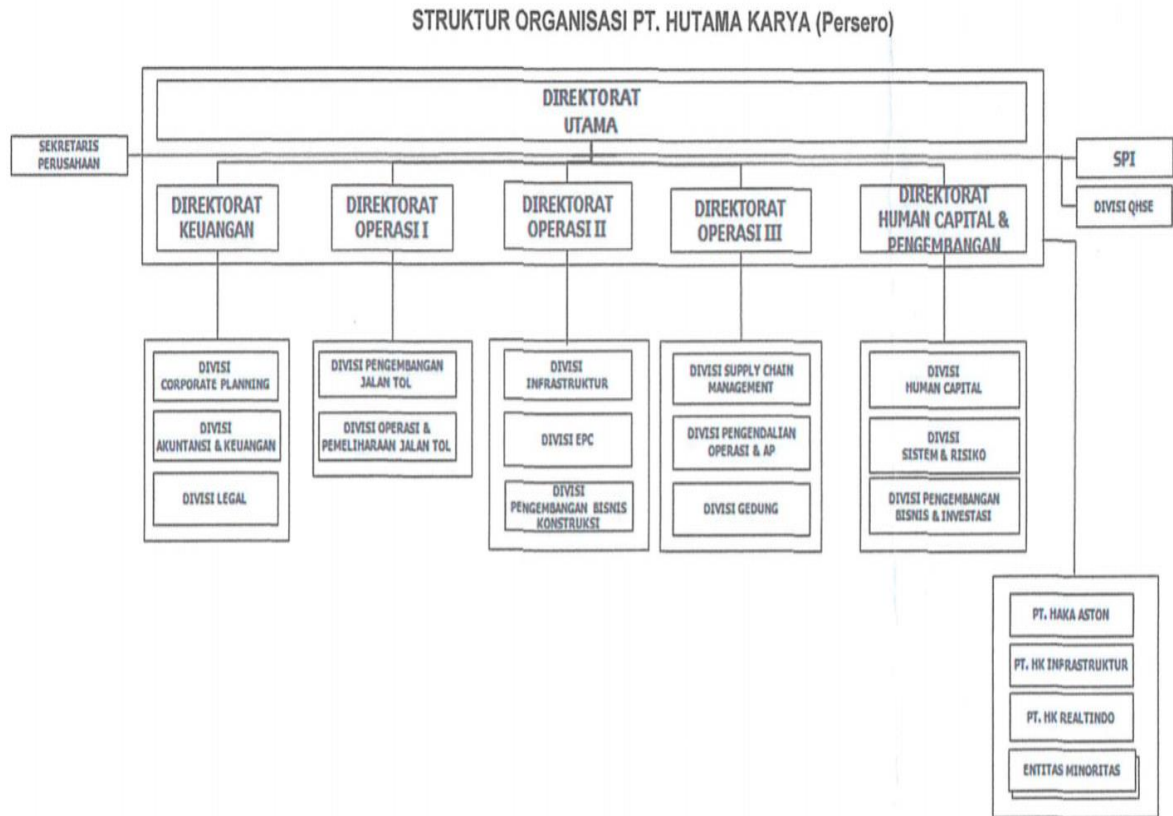 STRUKTUR ORGANISASI PT. HUTAMA KARYA (Persero)
DIREKTORAT
UTAMA
SEKRETARIS
PERUSAHAAN
SPI
DIVISI QHSE
DIREKTORAT
KEUANGAN
DIREKTORAT
OPERASI I
DIREKTORAT
OPERASI II
DIREKTORAT
OPERASI III
DIREKTORAT
HUMAN CAPITAL &
PENGEMBANGAN
DIVISI
CORPORATE PLANNING
DIVISI
AKUNTANSI & KEUANGAN
DIVISI LEGAL
DIVISI PENGEMBANGAN
JALAN TOL
DIVISI OPERASI &
PEMELIHARAAN JALAN TOL
DIVISI
INFRASTRUKTUR
DIVISI EPC
DIVISI
PENGEMBANGAN BISNIS
KONSTRUKSI
DIVISI SUPPLY CHAIN
MANAGEMENT
DIVISI PENGENDALIAN
OPERASI & AP
DIVISI GEDUNG
DIVISI
HUMAN CAPITAL
DIVISI
SISTEM & RISIKO
DIVISI PENGEMBANGAN
BISNIS & INVESTASI
PT. HAKA ASTON
PT. HK INFRASTRUKTUR
PT. HK REALTINDO
ENTITAS MINORITAS